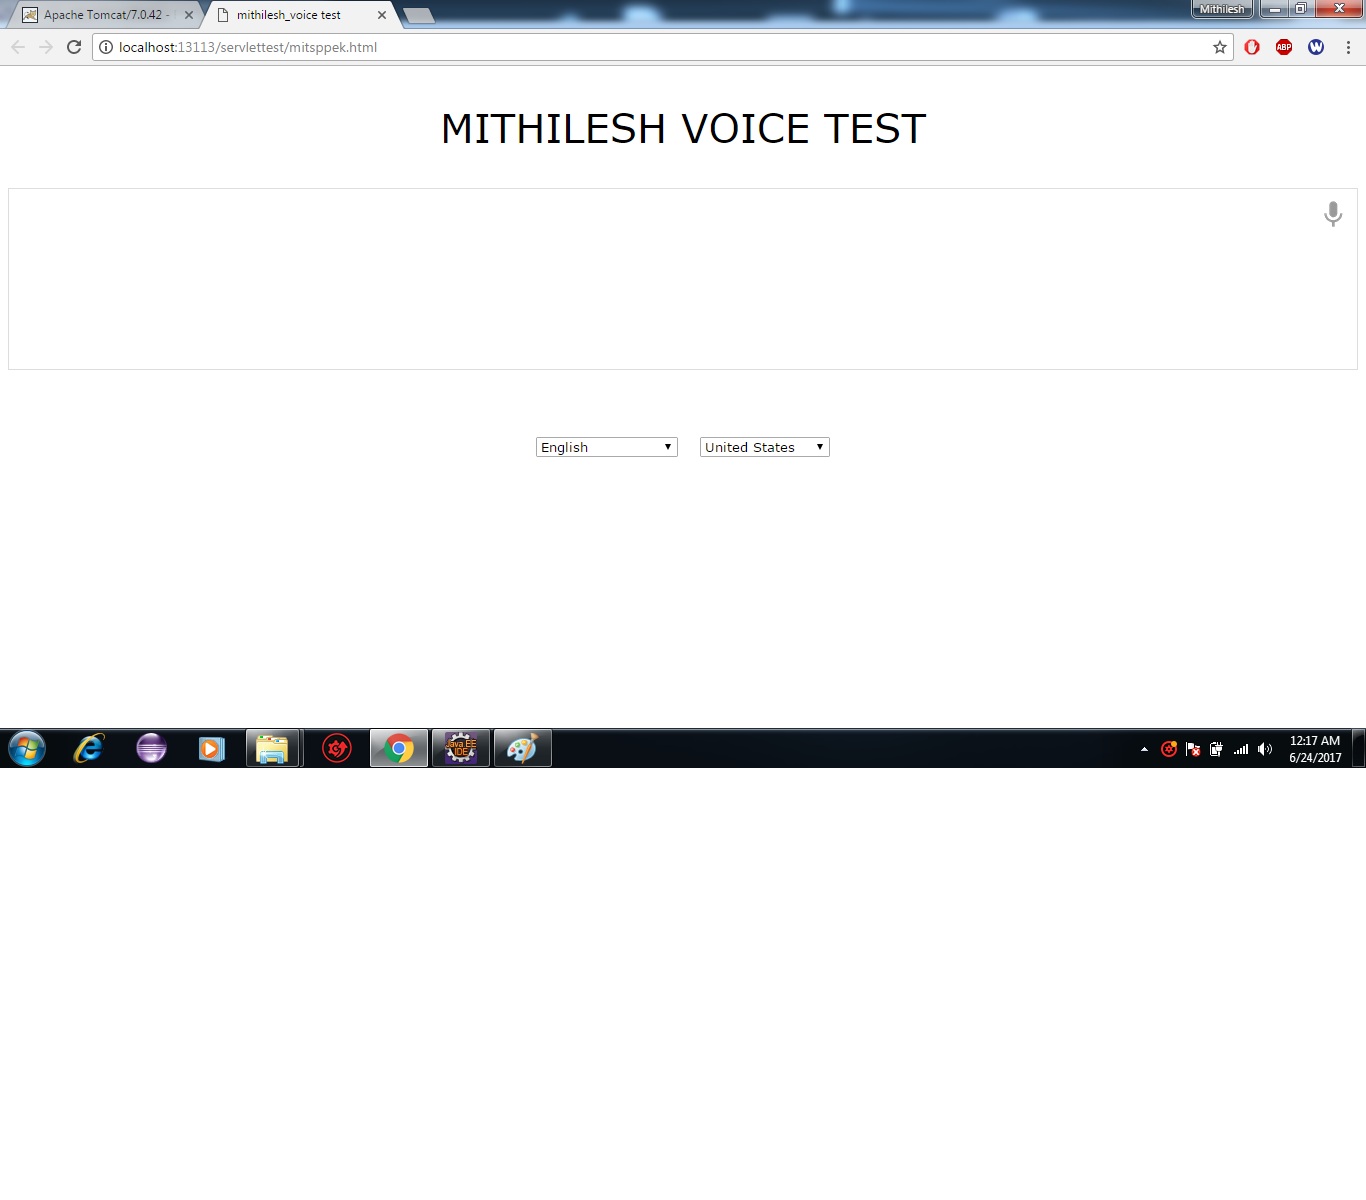 Apache Tomcat/7.0.42 -
mithilesh_voice test
Mithilesh
localhost:13113/servlettest/mitsppek.html
ABP
W
MITHILESH VOICE TEST
English
United States
Java EE
IDE
12:17 AM
6/24/2017